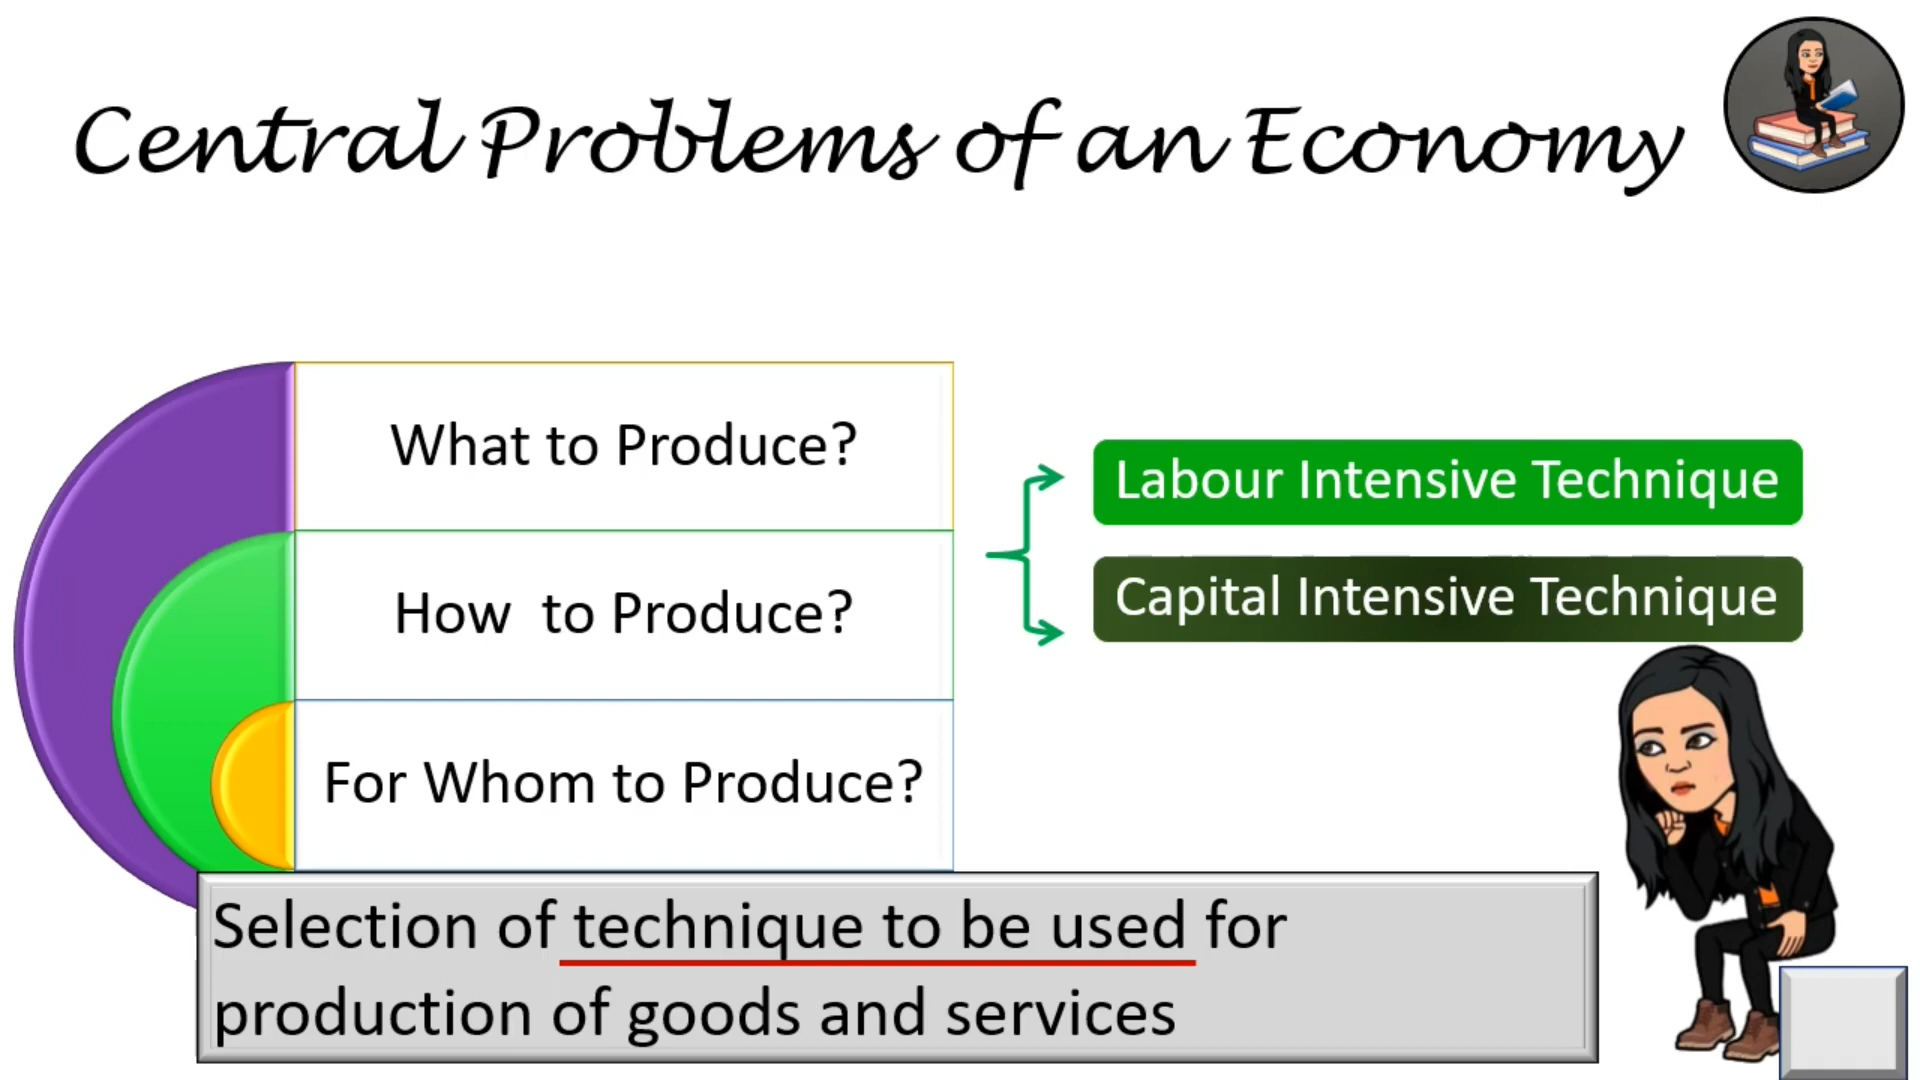 Central Problems of an Economy
What to Produce?
How to Produce?
For Whom to Produce?
Labour Intensive Technique
Capital Intensive Technique
Selection of technique to be used for
production of goods and services